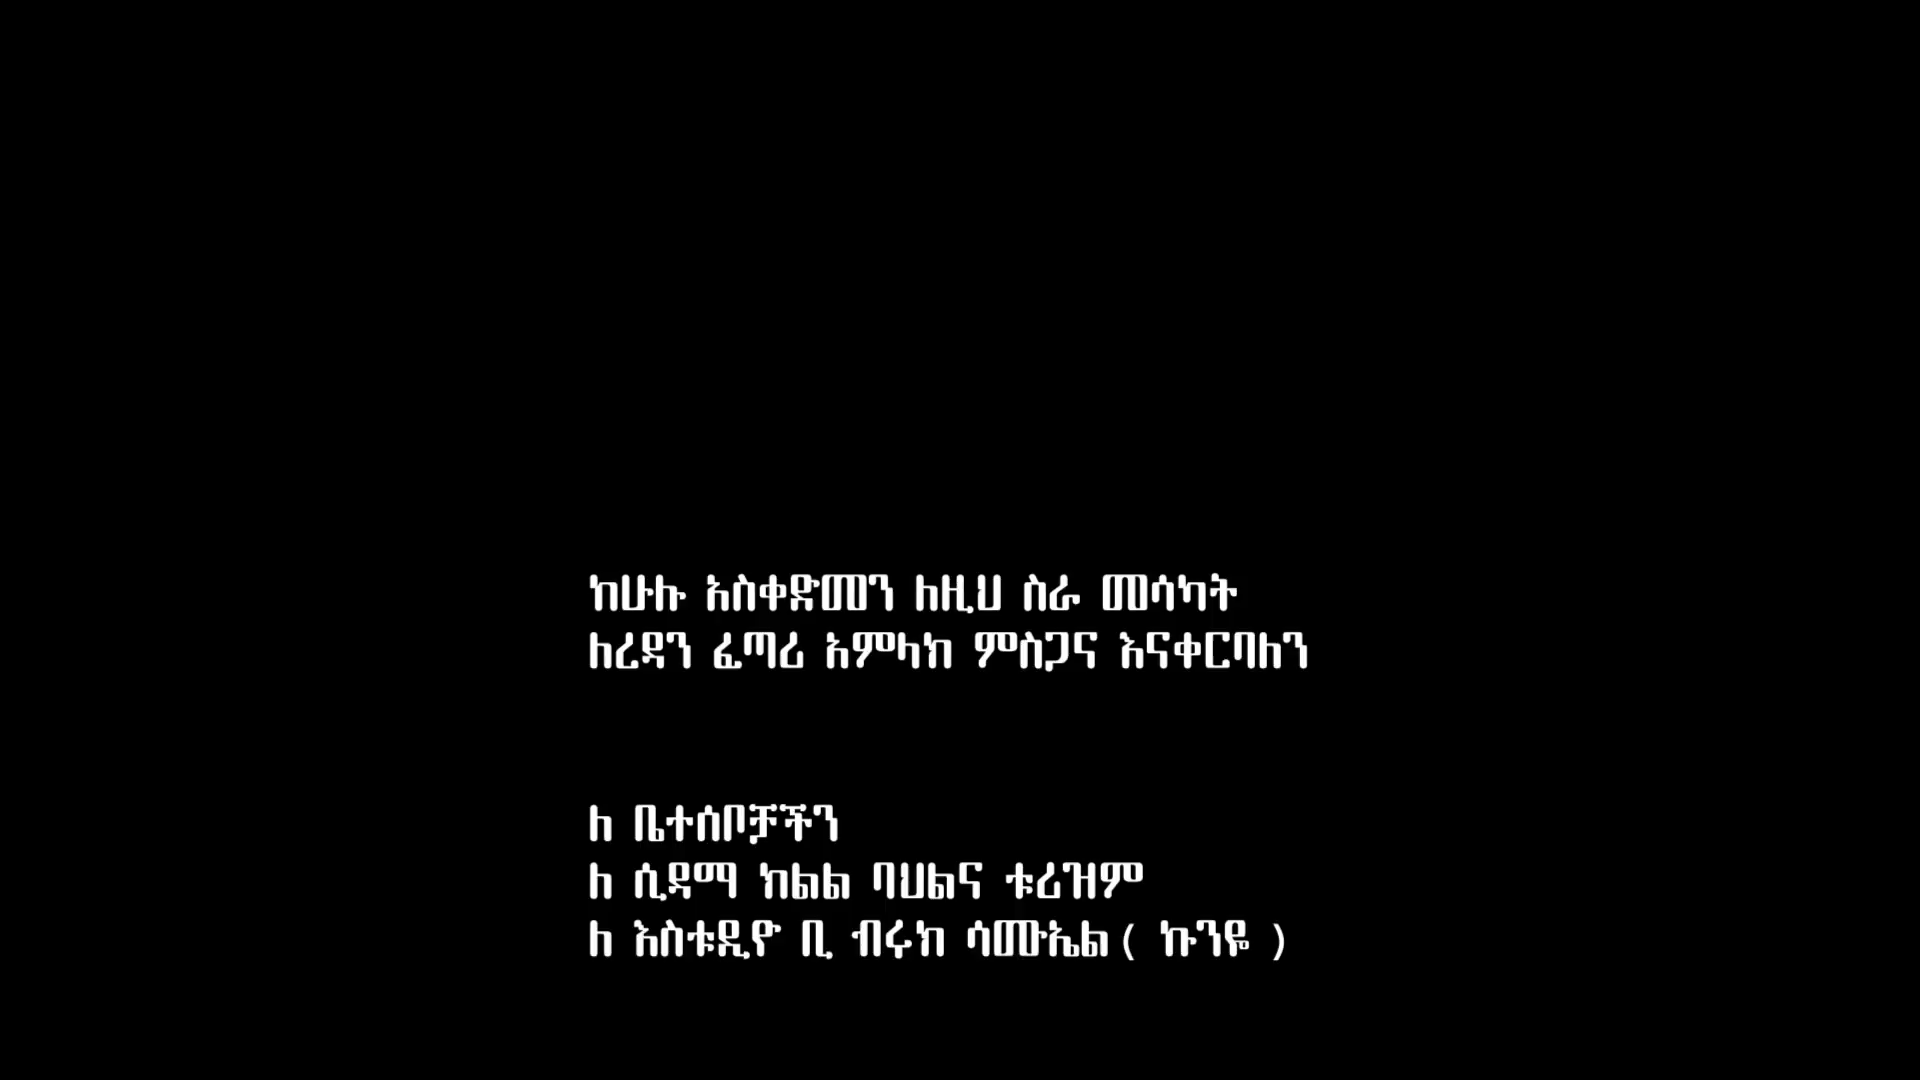 ከሁሉ አስቀድመን ለዚህ ስራ መሳካት
ለረዳን ፈጣሪ አምላክ ምስጋና እናቀርባለን
ለ ቤተሰቦቻችን
ለ ሲዳማ ክልል ባህልና ቱሪዝም
ለ እስቱዲዮ ቢ ብሩክ ሳሙኤል ( ኩንዬ )